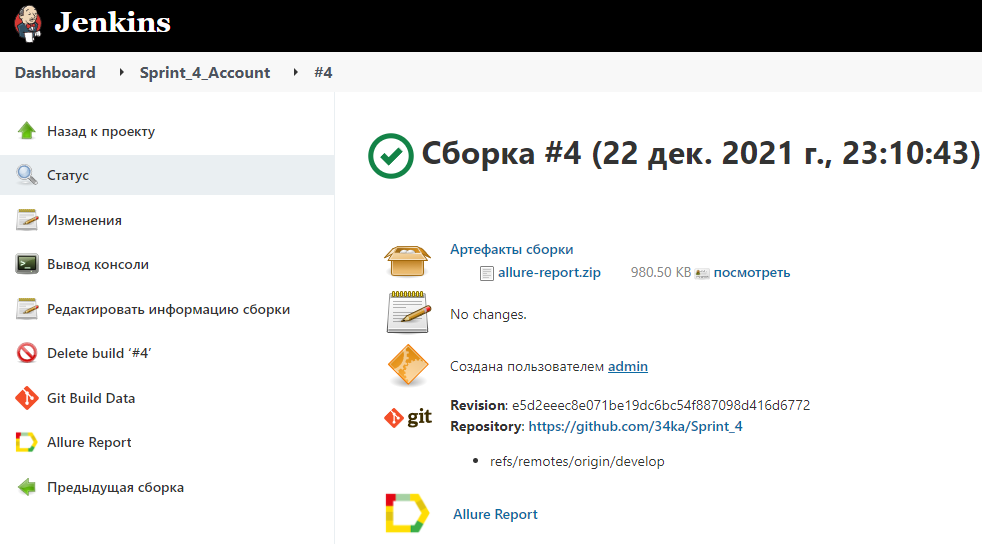 Jenkins
Dashboard Sprint_4_Account #4
Назад к проекту
Статус
Изменения
Вывод консоли
Редактировать информацию сборки
Delete build ‘#4’
Git Build Data
Allure Report
Предыдущая сборка
Сборка #4 (22 дек. 2021 г., 23:10:43)
Артефакты сборки
allure-report.zip 980.50 KB посмотреть
No changes.
Создана пользователем admin
git
Revision: e5d2eeec8e071be19dc6bc54f887098d416d6772
Repository: https://github.com/34ka/Sprint_4
• refs/remotes/origin/develop
Allure Report